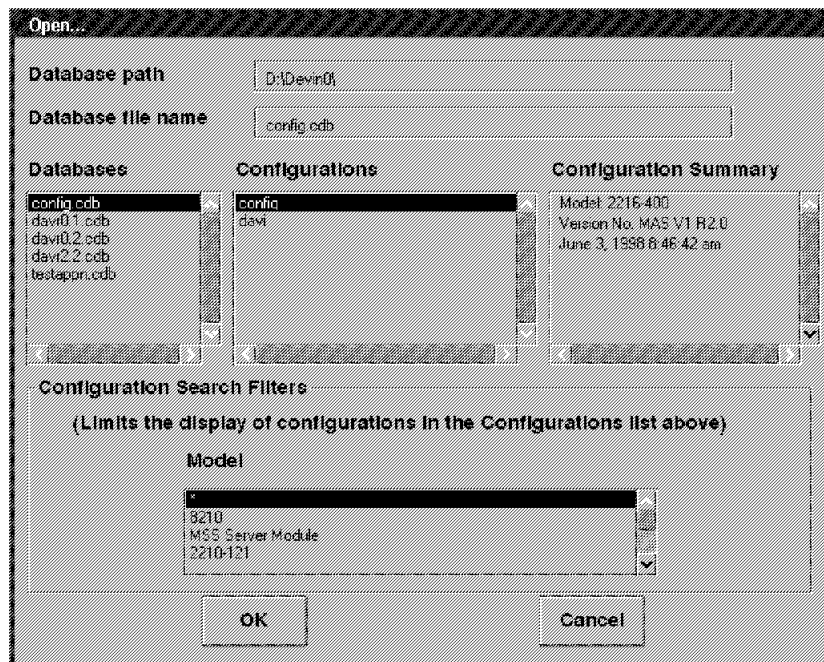 Open...
Database path
D:\Devin0\
Database file name
config.cdb
Databases
config.cdb
davr0.1.cdb
davr0.2.cdb
davr2.2.cdb
testappn.cdb
Configurations
config
davi
Configuration Summary
Model: 2216-400
Version No. MAS V1 R2.0
June 3, 1998 8:46:42 am
Configuration Search Filters
(Limits the display of configurations in the Configurations list above)
Model
*
8210
MSS Server Module
2210-121
OK
Cancel